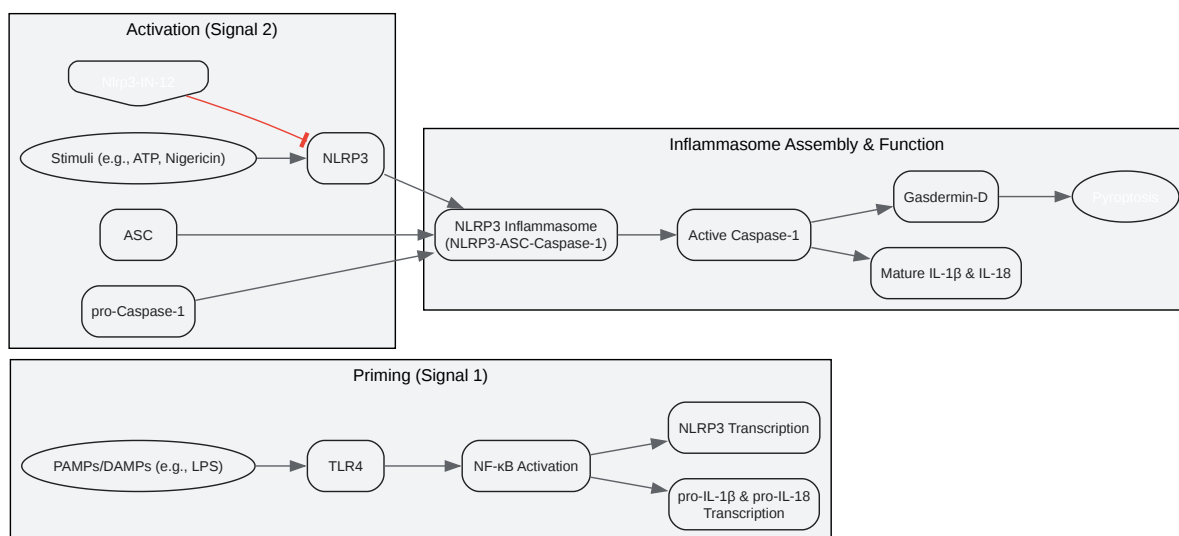 Activation (Signal 2)
Nlrp3-IN-12
Stimuli (e.g., ATP, Nigericin)
NLRP3
ASC
pro-Caspase-1
Inflammasome Assembly & Function
NLRP3 Inflammasome
(NLRP3-ASC-Caspase-1)
Active Caspase-1
Gasdermin-D
Pyroptosis
Mature IL-1β & IL-18
Priming (Signal 1)
PAMPs/DAMPs (e.g., LPS)
TLR4
NF-κB Activation
NLRP3 Transcription
pro-IL-1β & pro-IL-18
Transcription